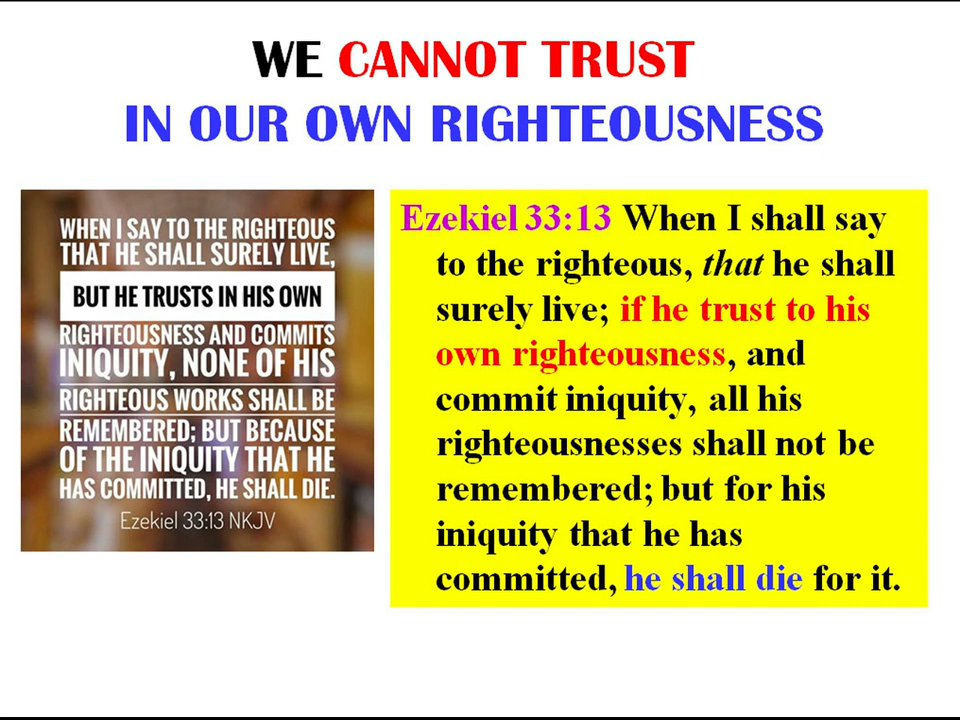 WE CANNOT TRUST
IN OUR OWN RIGHTEOUSNESS
WHEN I SAY TO THE RIGHTEOUS
THAT HE SHALL SURELY LIVE,
BUT HE TRUSTS IN HIS OWN
RIGHTEOUSNESS AND COMMITS
INIQUITY, NONE OF HIS
RIGHTEOUS WORKS SHALL BE
REMEMBERED; BUT BECAUSE
OF THE INIQUITY THAT HE
HAS COMMITTED, HE SHALL DIE.
Ezekiel 33:13 NKJV
Ezekiel 33:13 When I shall say
to the righteous, that he shall
surely live; if he trust to his
own righteousness, and
commit iniquity, all his
righteousnesses shall not be
remembered; but for his
iniquity that he has
committed, he shall die for it.